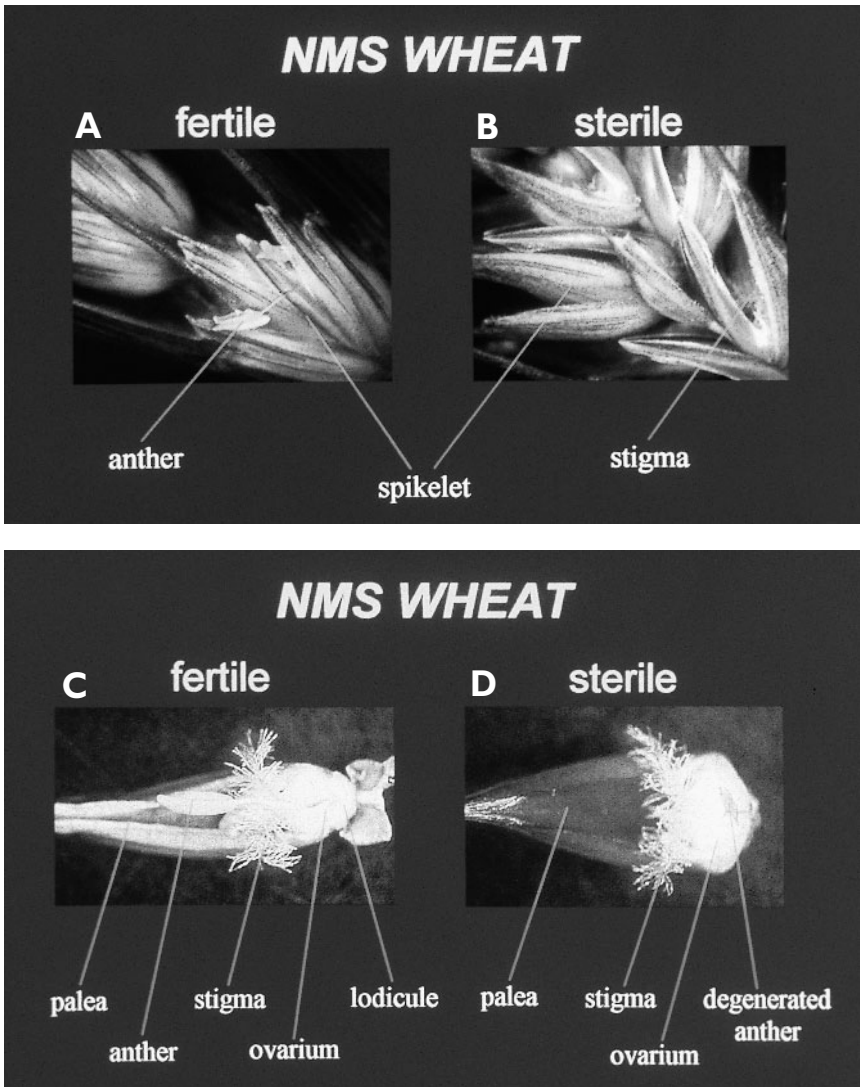 NMS WHEAT
A fertile
B sterile
anther
spikelet
stigma
NMS WHEAT
C fertile
D sterile
palea
anther
stigma
ovarium
lodicule
palea
stigma
ovarium
degenerated
anther